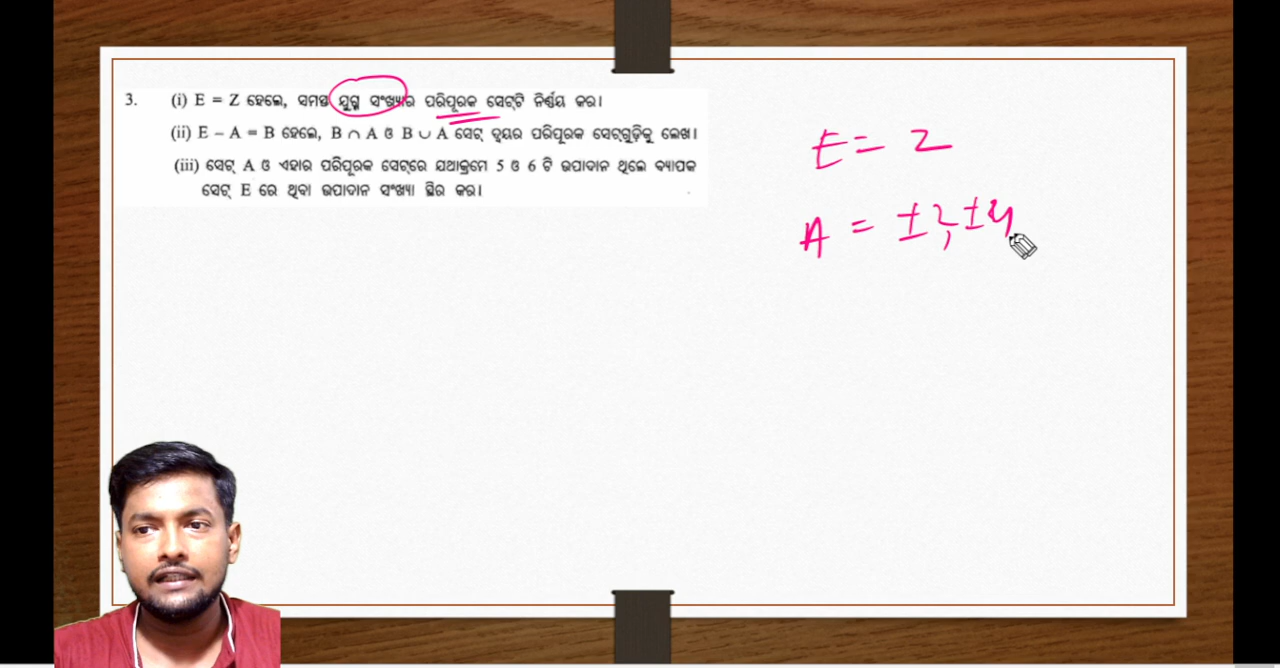 3. (i) E = Z ହେଲେ, ସମସ୍ତ ଯୁଗ୍ମ ସଂଖ୍ୟାର ପରିପୂରକ ସେଟ୍‌ଟି ନିର୍ଣ୍ଣୟ କର।
(ii) E – A = B ହେଲେ, B ∩ A ଓ B ∪ A ସେଟ୍ ଦ୍ୱୟର ପରିପୂରକ ସେଟ୍‌ଗୁଡ଼ିକୁ ଲେଖ।
(iii) ସେଟ୍ A ଓ ଏହାର ପରିପୂରକ ସେଟ୍‌ରେ ଯଥାକ୍ରମେ 5 ଓ 6 ଟି ଉପାଦାନ ଥିଲେ ବ୍ୟାପକ
ସେଟ୍ E ରେ ଥିବା ଉପାଦାନ ସଂଖ୍ୟା ସ୍ଥିର କର।
E = Z
A = ±2, ±4